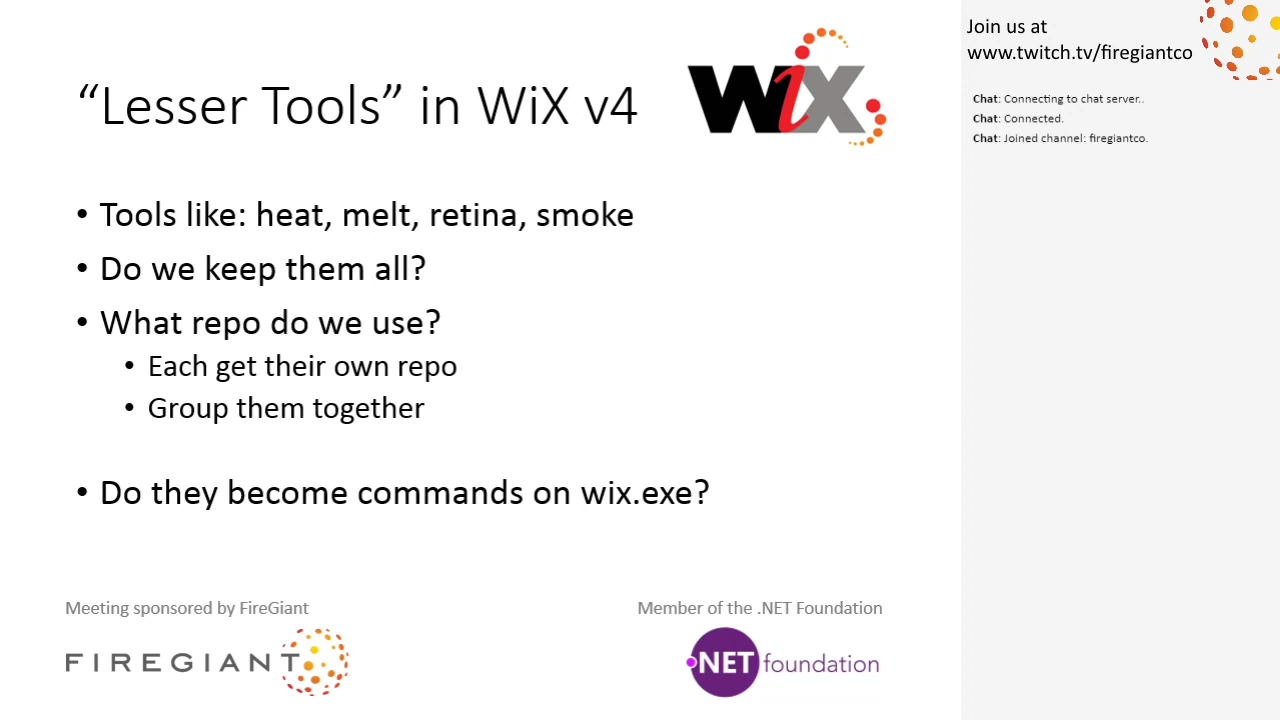 “Lesser Tools” in WiX v4
WiX
• Tools like: heat, melt, retina, smoke
• Do we keep them all?
• What repo do we use?
• Each get their own repo
• Group them together
• Do they become commands on wix.exe?
Meeting sponsored by FireGiant
FIREGIANT
Member of the .NET Foundation
.NET foundation
Join us at
www.twitch.tv/firegiantco
Chat: Connecting to chat server..
Chat: Connected.
Chat: Joined channel: firegiantco.